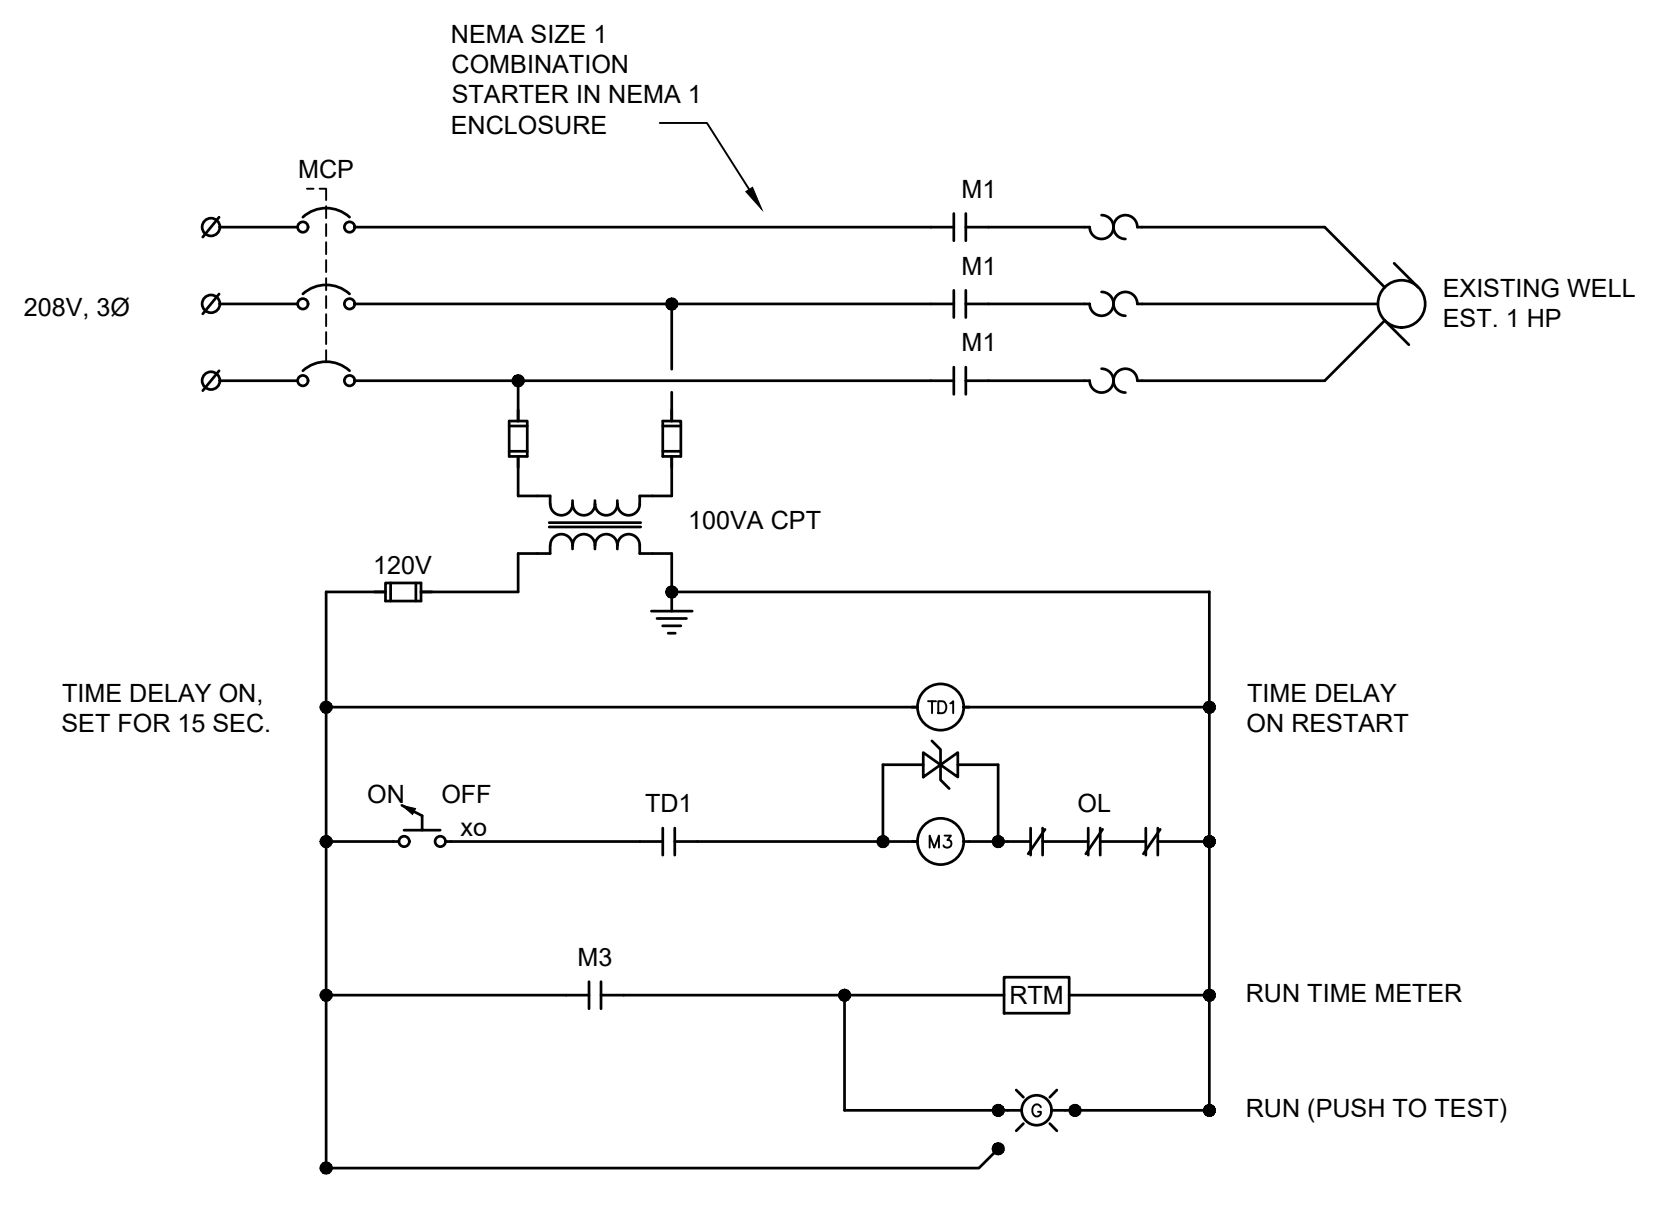 NEMA SIZE 1
COMBINATION
STARTER IN NEMA 1
ENCLOSURE
MCP
M1
M1
208V, 3Ø
EXISTING WELL
EST. 1 HP
M1
100VA CPT
120V
TIME DELAY ON,
SET FOR 15 SEC.
TD1
TIME DELAY
ON RESTART
ON OFF
XO
TD1
M3
OL
M3
RTM
RUN TIME METER
G
RUN (PUSH TO TEST)